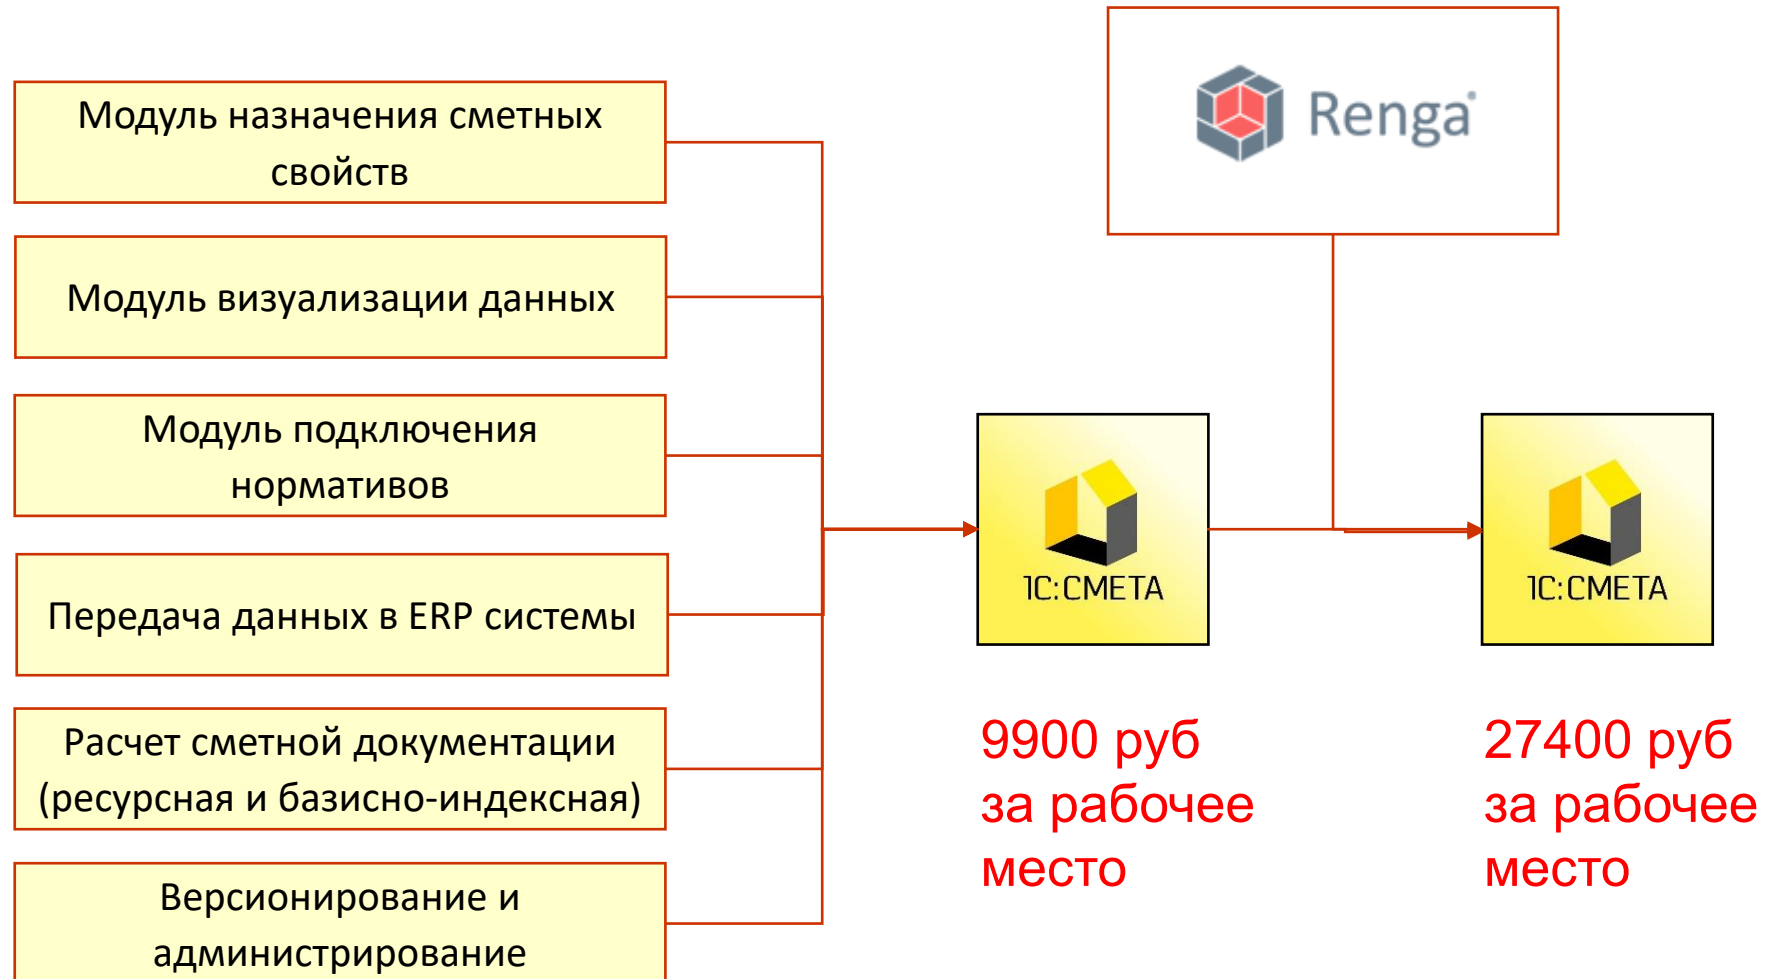 Модуль назначения сметных
свойств
Модуль визуализации данных
Модуль подключения
нормативов
Передача данных в ERP системы
Расчет сметной документации
(ресурсная и базисно-индексная)
Версионирование и
администрирование
Renga
1С:СМЕТА
9900 руб
за рабочее
место
1С:СМЕТА
27400 руб
за рабочее
место